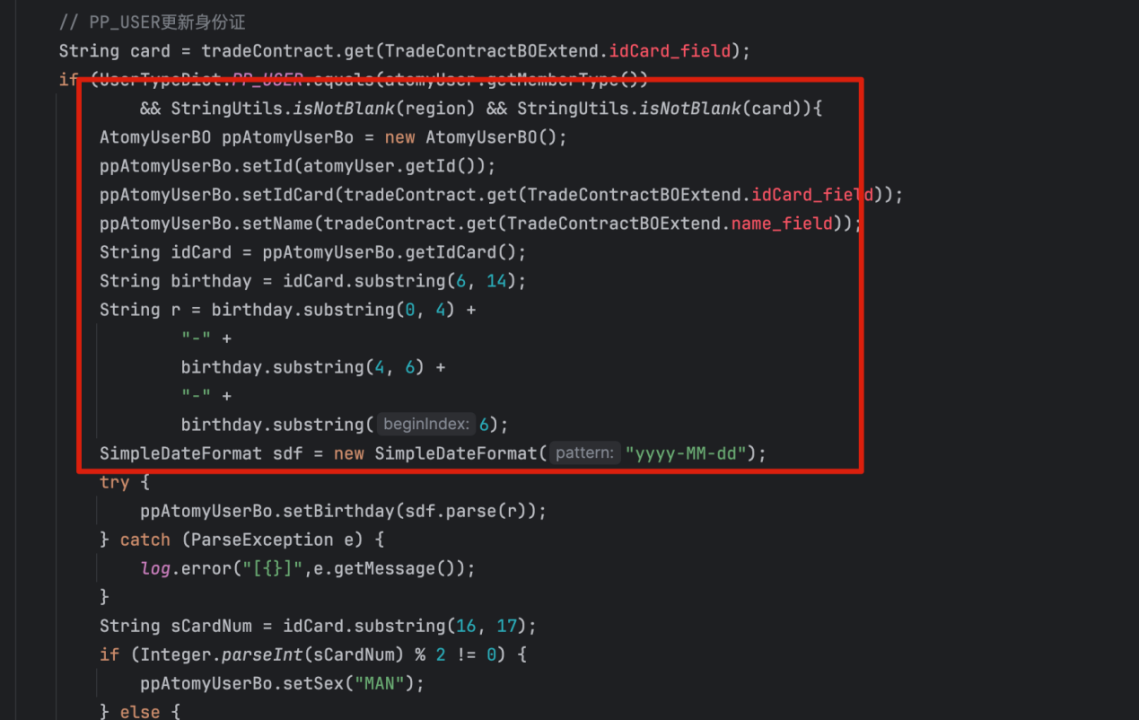 // PP_USER更新身份证
String card = tradeContract.get(TradeContractBOExtend.idCard_field);
if (UserTypeDict.PP_USER.equals(atomyUser.getMemberType())
&& StringUtils.isNotBlank(region) && StringUtils.isNotBlank(card)){
AtomyUserBO ppAtomyUserBo = new AtomyUserBO();
ppAtomyUserBo.setId(atomyUser.getId());
ppAtomyUserBo.setIdCard(tradeContract.get(TradeContractBOExtend.idCard_field));
ppAtomyUserBo.setName(tradeContract.get(TradeContractBOExtend.name_field));
String idCard = ppAtomyUserBo.getIdCard();
String birthday = idCard.substring(6, 14);
String r = birthday.substring(0, 4) +
"-" +
birthday.substring(4, 6) +
"-" +
birthday.substring( beginIndex: 6);
SimpleDateFormat sdf = new SimpleDateFormat( pattern: "yyyy-MM-dd");
try {
ppAtomyUserBo.setBirthday(sdf.parse(r));
} catch (ParseException e) {
log.error("[{}]",e.getMessage());
}
String sCardNum = idCard.substring(16, 17);
if (Integer.parseInt(sCardNum) % 2 != 0) {
ppAtomyUserBo.setSex("MAN");
} else {